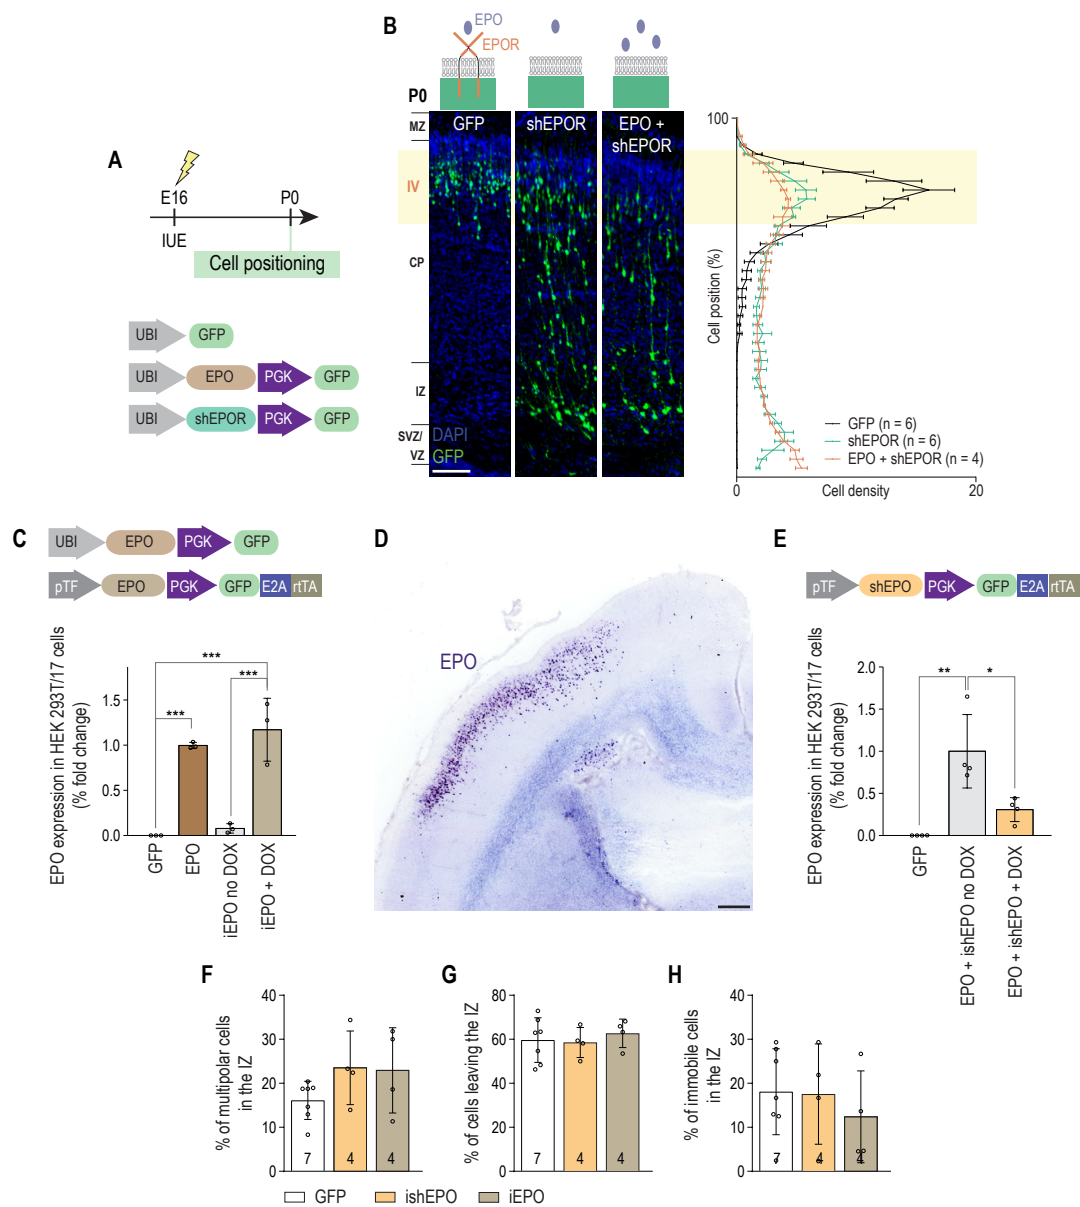 A
E16
P0
IUE
Cell positioning
UBI
GFP
UBI
EPO
PGK
GFP
UBI
shEPOR
PGK
GFP
B
EPO
EPOR
P0
MZ
IV
CP
IZ
SVZ/
VZ
GFP
shEPOR
EPO +
shEPOR
DAPI
GFP
100
Cell position (%)
GFP (n = 6)
shEPOR (n = 6)
EPO + shEPOR (n = 4)
0
Cell density
20
C
UBI
EPO
PGK
GFP
pTF
EPO
PGK
GFP
E2A
rtTA
EPO expression in HEK 293T/17 cells
(% fold change)
***
***
***
1.5
1.0
0.5
0.0
GFP
EPO
iEPO no DOX
iEPO + DOX
D
EPO
E
pTF
shEPO
PGK
GFP
E2A
rtTA
EPO expression in HEK 293T/17 cells
(% fold change)
2.0
1.5
1.0
0.5
0.0
**
*
GFP
EPO + ishEPO no DOX
EPO + ishEPO + DOX
F
% of multipolar cells
in the IZ
40
30
20
10
0
7
4
4
G
% of cells leaving the IZ
80
60
40
20
0
7
4
4
H
% of immobile cells
in the IZ
40
30
20
10
0
7
4
4
GFP
ishEPO
iEPO